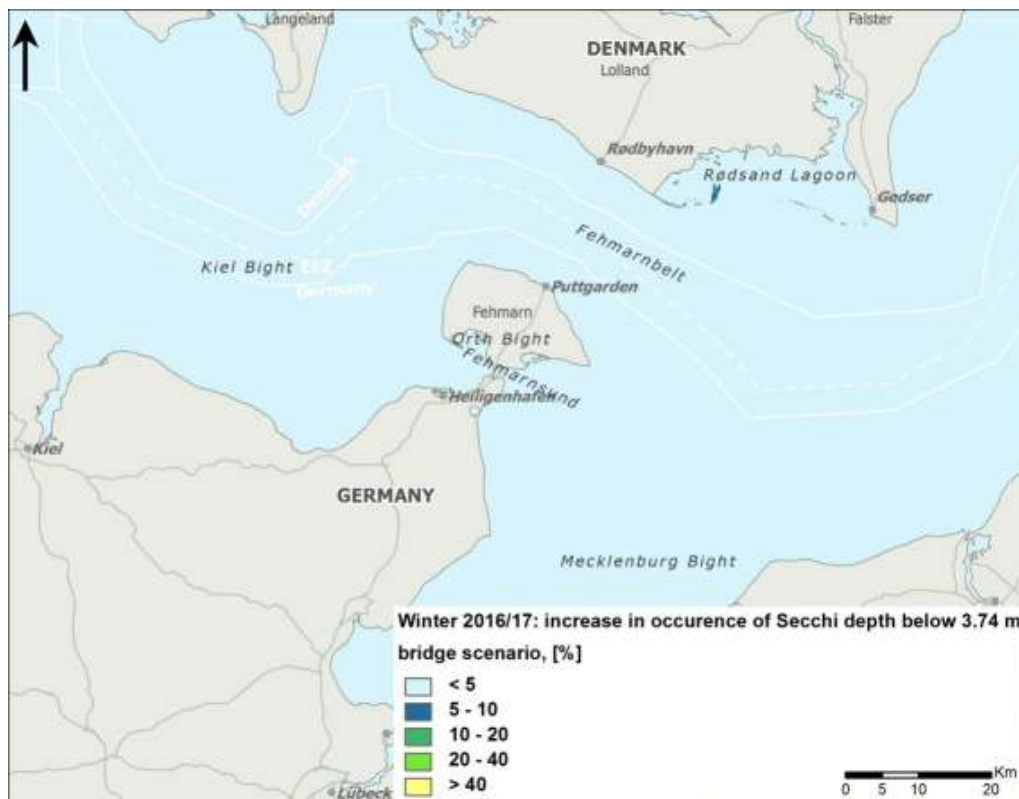 Langeland
Falster
DENMARK
Lolland
Rødbyhavn
Rødsand Lagoon
Gedser
Denmark
Fehmarnbelt
Kiel Bight
EEZ
Germany
Puttgarden
Fehmarn
Orth Bight
Fehmarnsund
Heiligenhafen
Kiel
GERMANY
Mecklenburg Bight
Winter 2016/17: increase in occurence of Secchi depth below 3.74 m
bridge scenario, [%]
< 5
5 - 10
10 - 20
20 - 40
> 40
Km
0 5 10 20
Lübeck